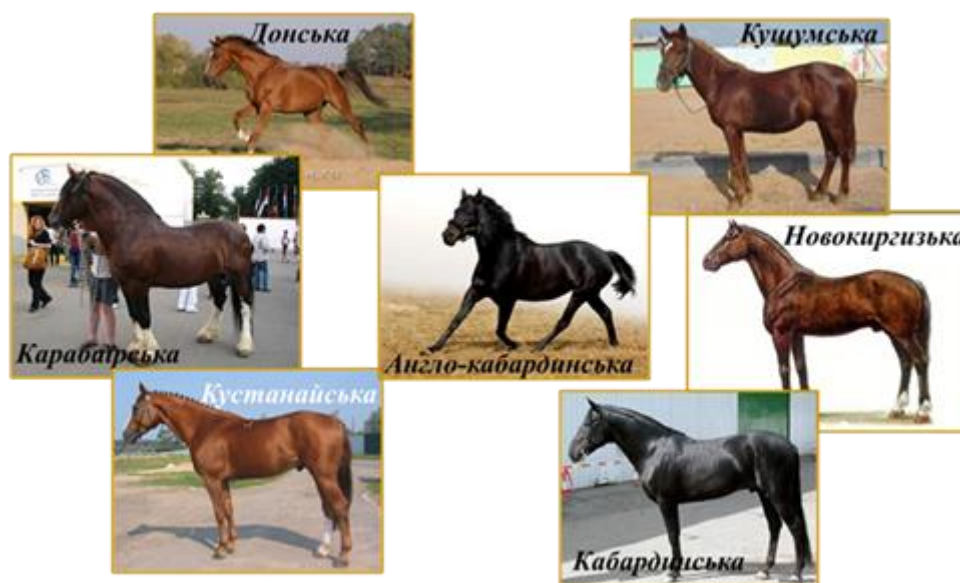 Донська
Кушумська
Карабаїрська
Англо-кабардинська
Новокиргизька
Кустанайська
Кабардинська